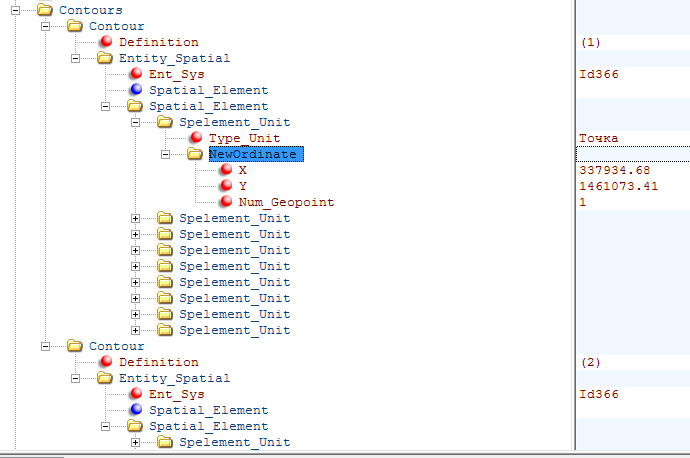 Contours
Contour
Definition (1)
Entity_Spatial
Ent_Sys Id366
Spatial_Element
Spatial_Element
Spelement_Unit
Type_Unit Точка
NewOrdinate
X 337934.68
Y 1461073.41
Num_Geopoint 1
Spelement_Unit
Spelement_Unit
Spelement_Unit
Spelement_Unit
Spelement_Unit
Spelement_Unit
Spelement_Unit
Spelement_Unit
Contour
Definition (2)
Entity_Spatial
Ent_Sys Id366
Spatial_Element
Spatial_Element
Spelement_Unit